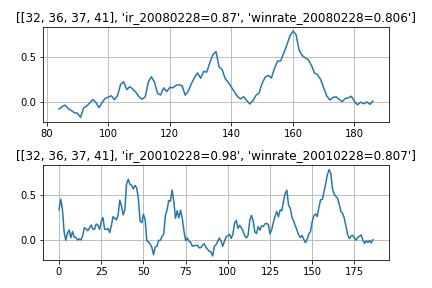 [[32, 36, 37, 41], 'ir_20080228=0.87', 'winrate_20080228=0.806']
0.5
0.0
80 100 120 140 160 180
[[32, 36, 37, 41], 'ir_20010228=0.98', 'winrate_20010228=0.807']
0.5
0.0
0 25 50 75 100 125 150 175